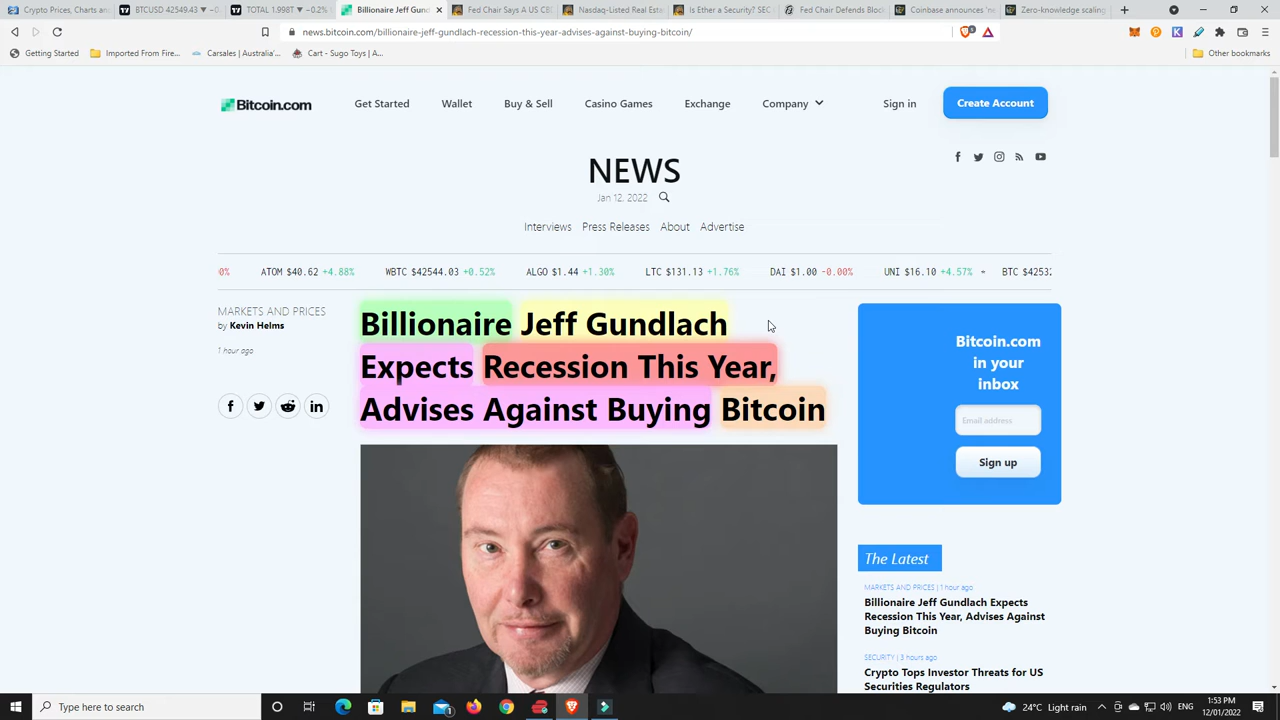 Crypto Prices, Charts and
BTCUSD 42549.43 ▼ −0.
TOTAL 1.998T ▼ −0.2%
Billionaire Jeff Gund
Fed Chair Says A US CB
Nasdaq-Listed Real Esta
Is Ether a Security? SEC
Fed Chair Defends Block
Coinbase announces 'n
Zero-knowledge scaling
news.bitcoin.com/billionaire-jeff-gundlach-recession-this-year-advises-against-buying-bitcoin/
Getting Started
Imported From Fire...
Carsales | Australia'...
Cart - Sugo Toys | A...
Other bookmarks
Bitcoin.com
Get Started
Wallet
Buy & Sell
Casino Games
Exchange
Company
Sign in
Create Account
NEWS
Jan 12, 2022
Interviews Press Releases About Advertise
0% ATOM $40.62 +4.88% WBTC $42544.03 +0.52% ALGO $1.44 +1.30% LTC $131.13 +1.76% DAI $1.00 -0.00% UNI $16.10 +4.57% BTC $4253
MARKETS AND PRICES
by Kevin Helms
1 hour ago
Billionaire Jeff Gundlach
Expects Recession This Year,
Advises Against Buying Bitcoin
Bitcoin.com
in your
inbox
Email address
Sign up
The Latest
MARKETS AND PRICES | 1 hour ago
Billionaire Jeff Gundlach Expects
Recession This Year, Advises Against
Buying Bitcoin
SECURITY | 3 hours ago
Crypto Tops Investor Threats for US
Securities Regulators
Type here to search
24°C Light rain
ENG
1:53 PM
12/01/2022